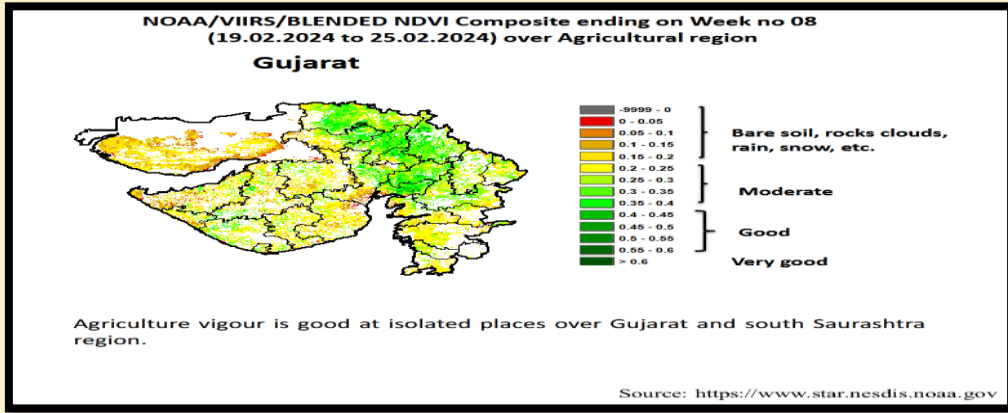 NOAA/VIIRS/BLENDED NDVI Composite ending on Week no 08
(19.02.2024 to 25.02.2024) over Agricultural region
Gujarat
-9999 - 0
0 - 0.05
0.05 - 0.1
0.1 - 0.15
0.15 - 0.2
Bare soil, rocks clouds,
rain, snow, etc.
0.2 - 0.25
0.25 - 0.3
0.3 - 0.35
0.35 - 0.4
Moderate
0.4 - 0.45
0.45 - 0.5
0.5 - 0.55
0.55 - 0.6
Good
> 0.6
Very good
Agriculture vigour is good at isolated places over Gujarat and south Saurashtra
region.
Source: https://www.star.nesdis.noaa.gov